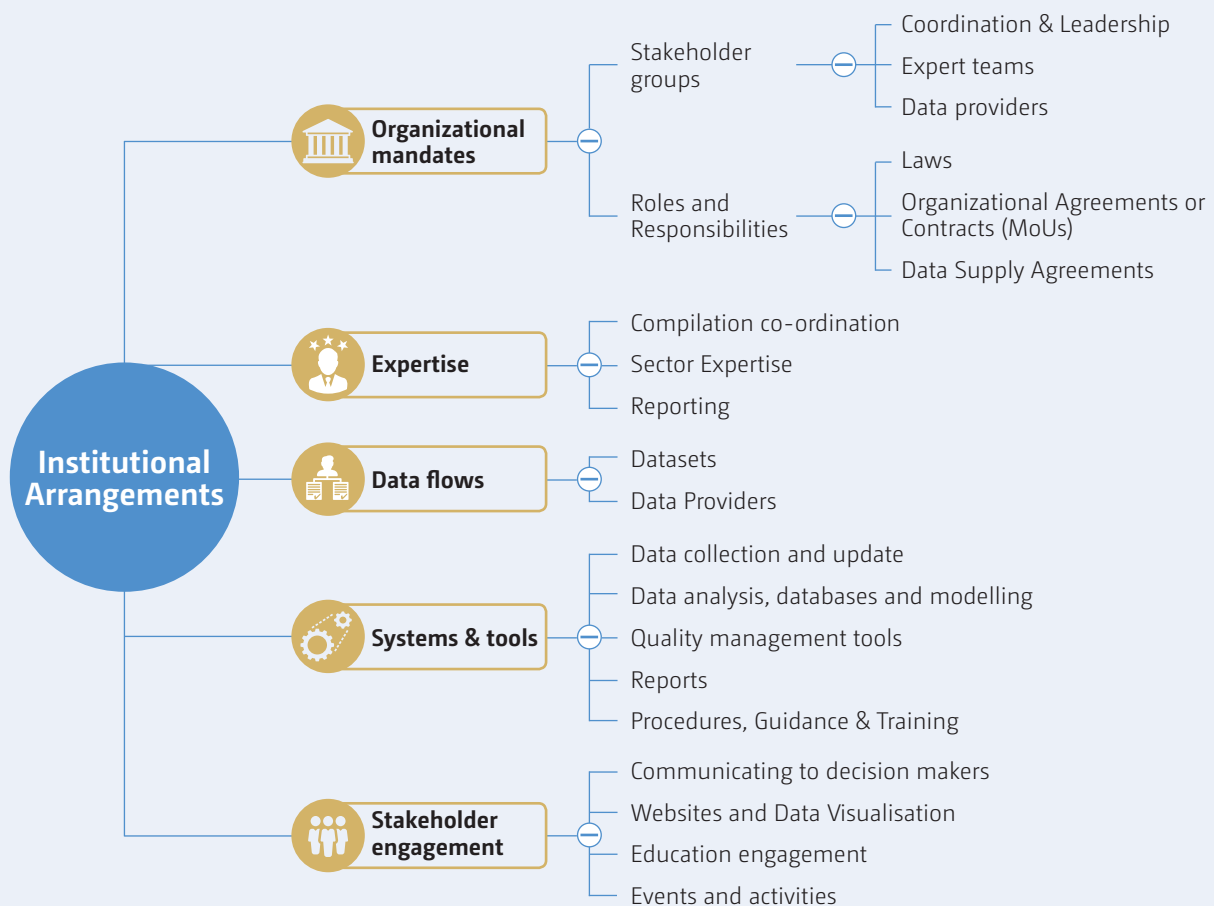 Institutional
Arrangements
Organizational
mandates
Stakeholder
groups
Coordination & Leadership
Expert teams
Data providers
Roles and
Responsibilities
Laws
Organizational Agreements or
Contracts (MoUs)
Data Supply Agreements
Expertise
Compilation co-ordination
Sector Expertise
Reporting
Data flows
Datasets
Data Providers
Systems & tools
Data collection and update
Data analysis, databases and modelling
Quality management tools
Reports
Procedures, Guidance & Training
Stakeholder
engagement
Communicating to decision makers
Websites and Data Visualisation
Education engagement
Events and activities